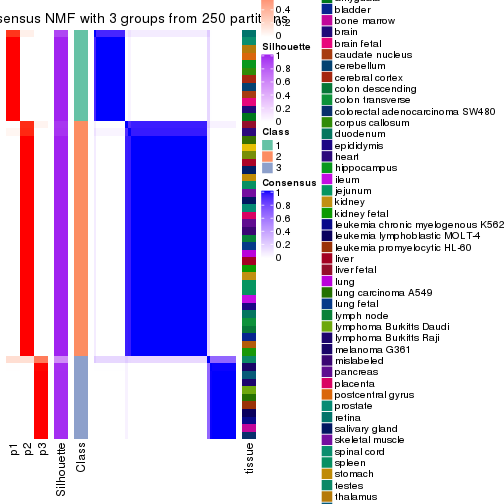 sensus NMF with 3 groups from 250 partitions
0.4
0.2
0
Silhouette
1
0.8
0.6
0.4
0.2
0
Class
1
2
3
Consensus
1
0.8
0.6
0.4
0.2
0
p1
p2
p3
Silhouette
Class
tissue
amygdala
bladder
bone marrow
brain
brain fetal
caudate nucleus
cerebellum
cerebral cortex
colon descending
colon transverse
colorectal adenocarcinoma SW480
corpus callosum
duodenum
epididymis
heart
hippocampus
ileum
jejunum
kidney
kidney fetal
leukemia chronic myelogenous K562
leukemia lymphoblastic MOLT-4
leukemia promyelocytic HL-60
liver
liver fetal
lung
lung carcinoma A549
lung fetal
lymph node
lymphoma Burkitts Daudi
lymphoma Burkitts Raji
melanoma G361
mislabeled
pancreas
placenta
postcentral gyrus
prostate
retina
salivary gland
skeletal muscle
spinal cord
spleen
stomach
testes
thalamus